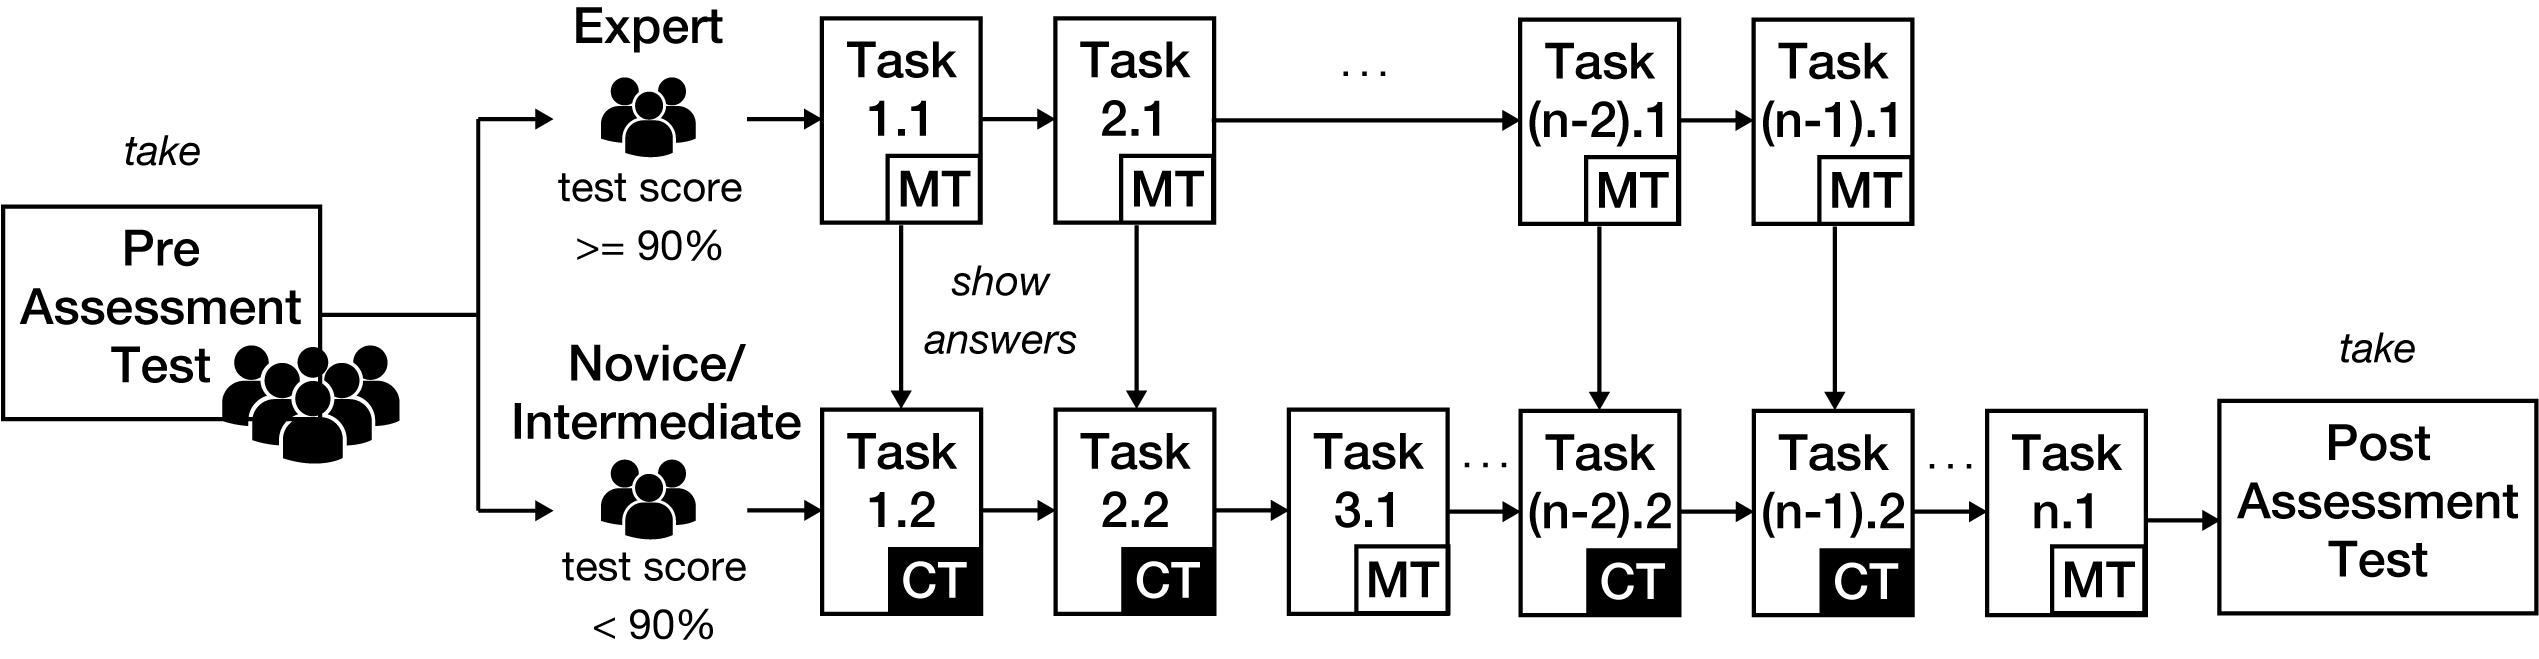 take
Pre
Assessment
Test
Expert
test score
>= 90%
Novice/
Intermediate
test score
< 90%
Task
1.1
MT
Task
2.1
MT
. . .
Task
(n-2).1
MT
Task
(n-1).1
MT
show
answers
Task
1.2
CT
Task
2.2
CT
Task
3.1
MT
. . .
Task
(n-2).2
CT
Task
(n-1).2
CT
. . .
Task
n.1
MT
take
Post
Assessment
Test